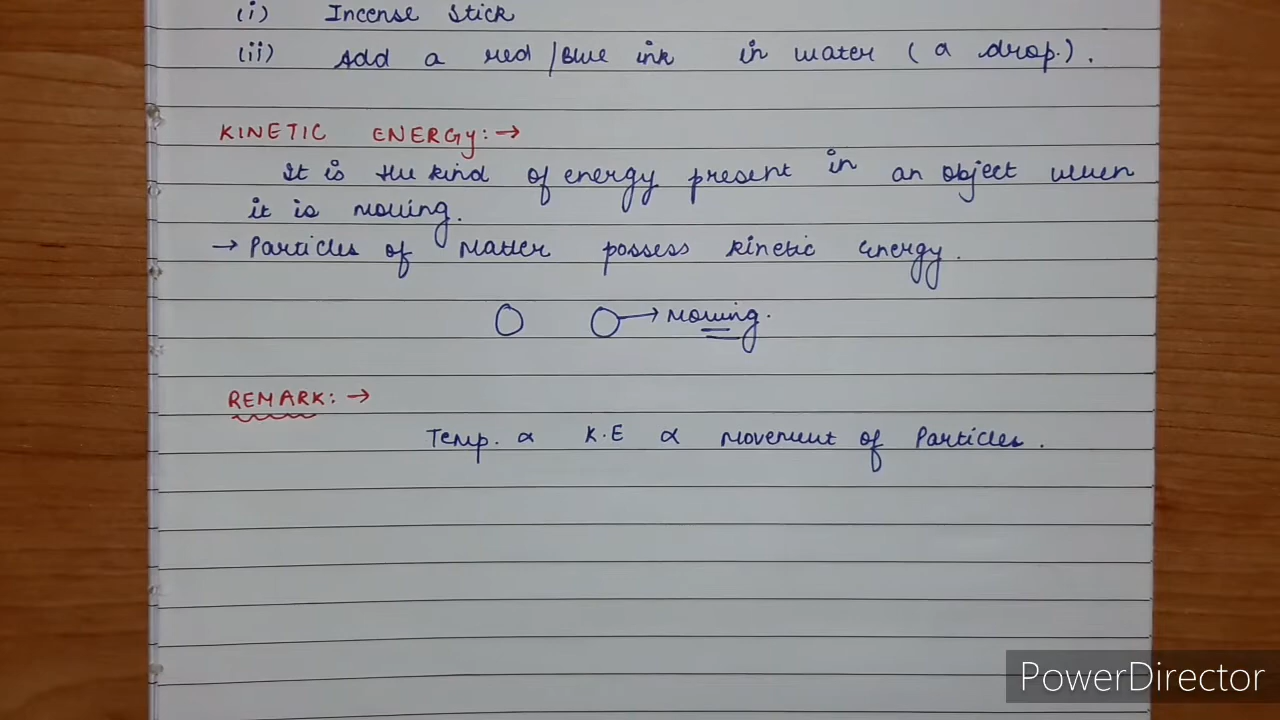 (i) Incense stick
(ii) Add a red/Blue ink in water (a drop.).
KINETIC ENERGY:→
It is the kind of energy present in an object when
it is moving.
→ Particles of matter possess kinetic energy.
→ moving.
REMARK:→
Temp. ∝ K.E ∝ movement of Particles.
PowerDirector